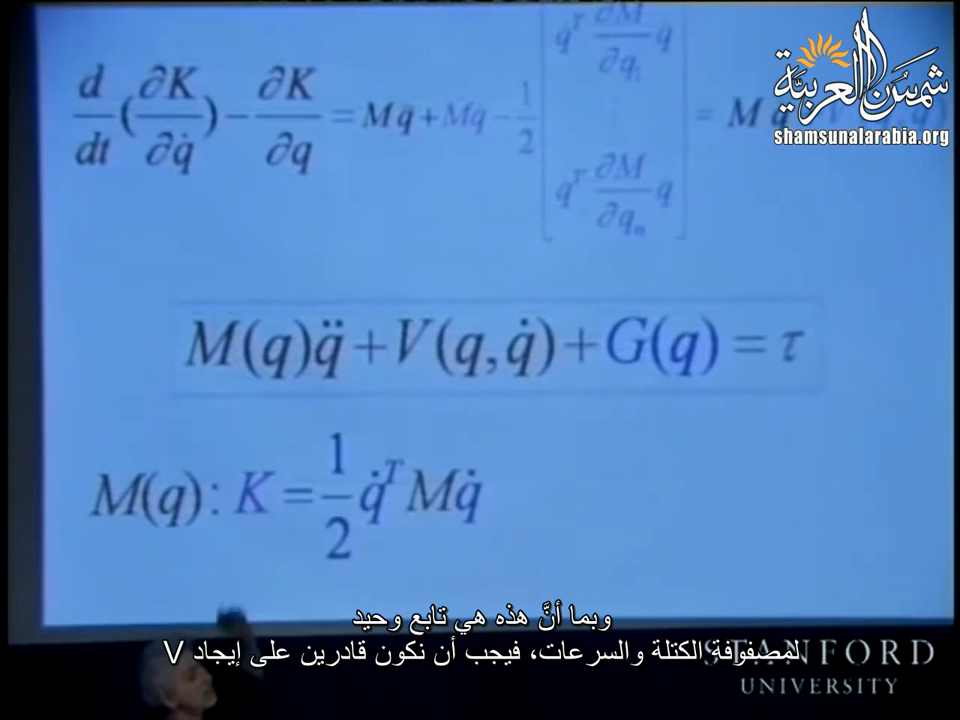 شمس العربية
shamsunalarabia.org
d/dt (∂K/∂q̇) − ∂K/∂q = Mq̈ + Ṁq̇ − 1/2 [q̇ᵀ ∂M/∂q₁ q̇ ⋮ q̇ᵀ ∂M/∂qₙ q̇] = M
M(q)q̈ + V(q, q̇) + G(q) = τ
M(q): K = 1/2 q̇ᵀ M q̇
وبما أنَّ هذه هي تابع وحيد
لمصفوفة الكتلة والسرعات، فيجب أن نكون قادرين على إيجاد V
STANFORD
UNIVERSITY